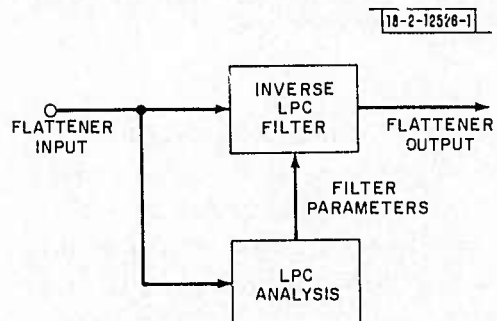 18-2-12526-1
INVERSE
LPC
FILTER
FLATTENER
INPUT
FLATTENER
OUTPUT
FILTER
PARAMETERS
LPC
ANALYSIS